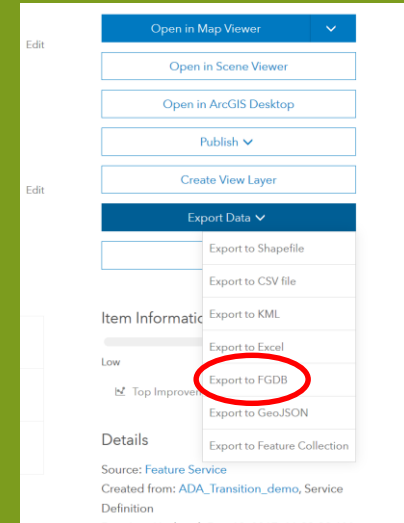 Open in Map Viewer
Edit
Open in Scene Viewer
Open in ArcGIS Desktop
Publish
Create View Layer
Edit
Export Data
Export to Shapefile
Export to CSV file
Item Informatio
Export to KML
Export to Excel
Low
Export to FGDB
Top Improvem
Export to GeoJSON
Details
Export to Feature Collection
Source: Feature Service
Created from: ADA_Transition_demo, Service
Definition